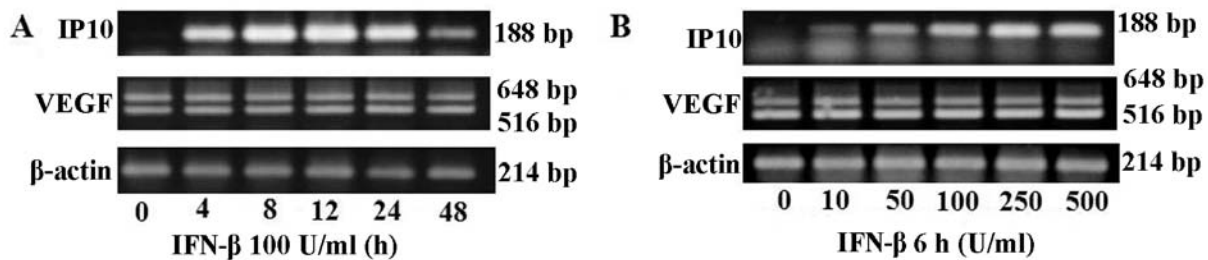 A
IP10
188 bp
VEGF
648 bp
516 bp
β-actin
214 bp
0 4 8 12 24 48
IFN-β 100 U/ml (h)
B
IP10
188 bp
VEGF
648 bp
516 bp
β-actin
214 bp
0 10 50 100 250 500
IFN-β 6 h (U/ml)